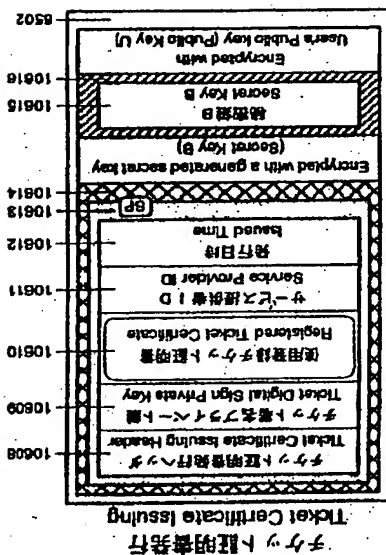 チケット証明書発行
Ticket Certificate Issuing
チケット証明書発行ヘッダ
Ticket Certificate Issuing Header
10608
チケット署名プライベート鍵
Ticket Digital Sign Private Key
10609
使用登録チケット証明書
Registered Ticket Certificate
10610
サービス提供者ID
Service Provider ID
10611
発行日時
Issued Time
10612
SP
10613
10614
Encrypted with a generated secret key
(Secret Key B)
秘密鍵B
Secret Key B
10615
10616
Encrypted with
User's Public key (Public Key U)
8502